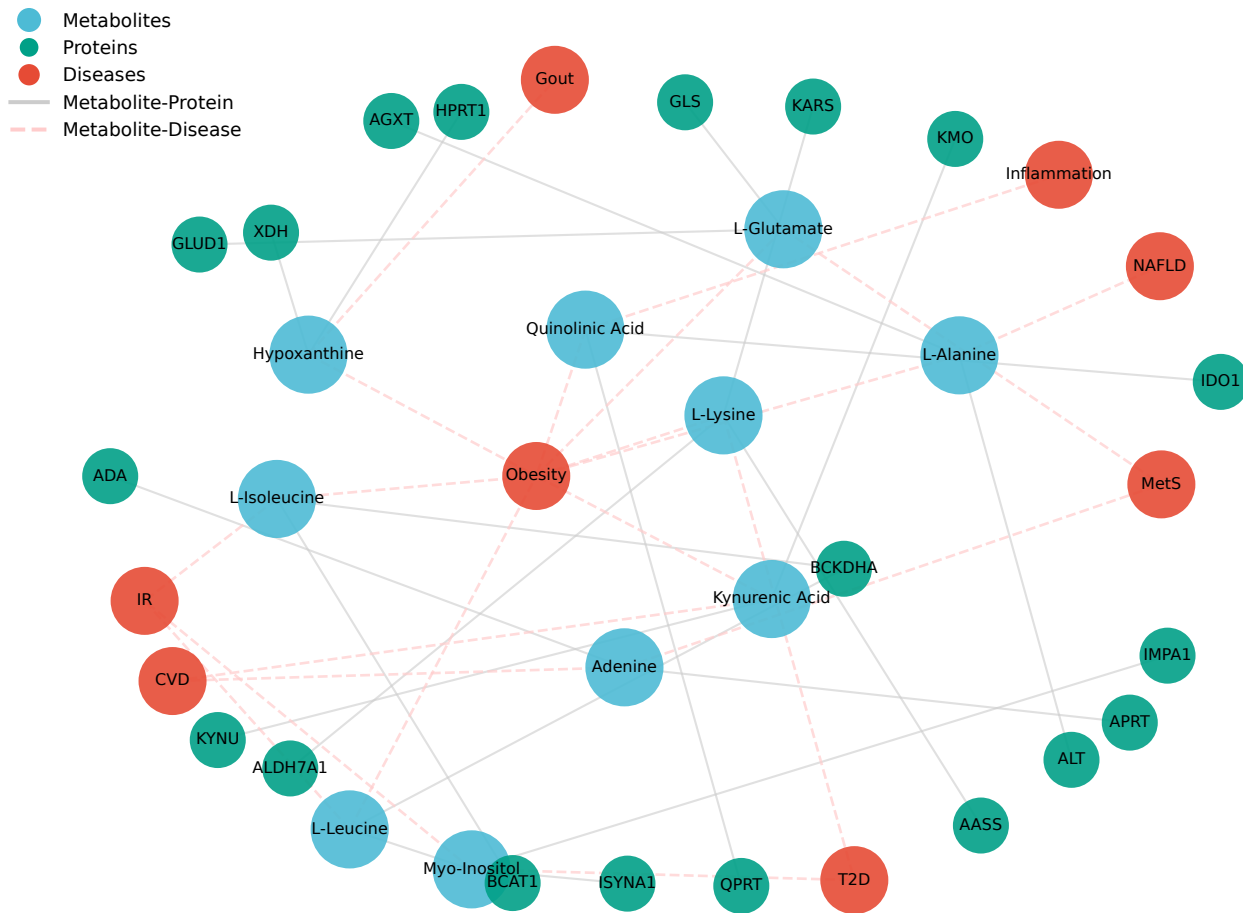 Metabolites
Proteins
Diseases
Metabolite-Protein
Metabolite-Disease
Gout
GLS
KARS
HPRT1
AGXT
KMO
Inflammation
L-Glutamate
XDH
GLUD1
NAFLD
Quinolinic Acid
Hypoxanthine
L-Alanine
IDO1
L-Lysine
Obesity
ADA
MetS
L-Isoleucine
BCKDHA
Kynurenic Acid
IR
IMPA1
Adenine
CVD
APRT
KYNU
ALT
ALDH7A1
AASS
L-Leucine
Myo-Inositol
T2D
BCAT1
ISYNA1
QPRT